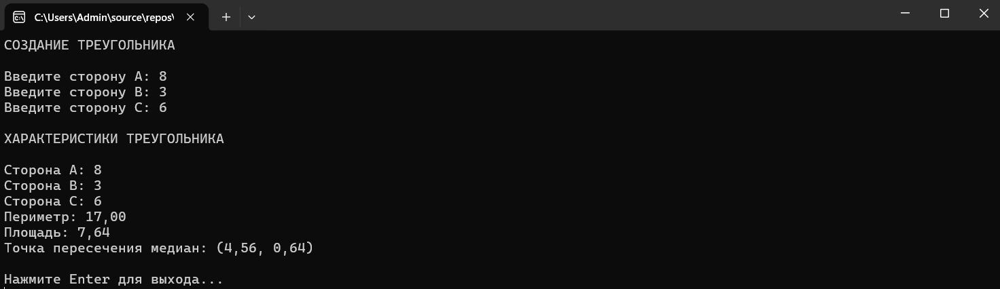 C:\Users\Admin\source\repos\
СОЗДАНИЕ ТРЕУГОЛЬНИКА
Введите сторону A: 8
Введите сторону B: 3
Введите сторону C: 6
ХАРАКТЕРИСТИКИ ТРЕУГОЛЬНИКА
Сторона A: 8
Сторона B: 3
Сторона C: 6
Периметр: 17,00
Площадь: 7,64
Точка пересечения медиан: (4,56, 0,64)
Нажмите Enter для выхода...